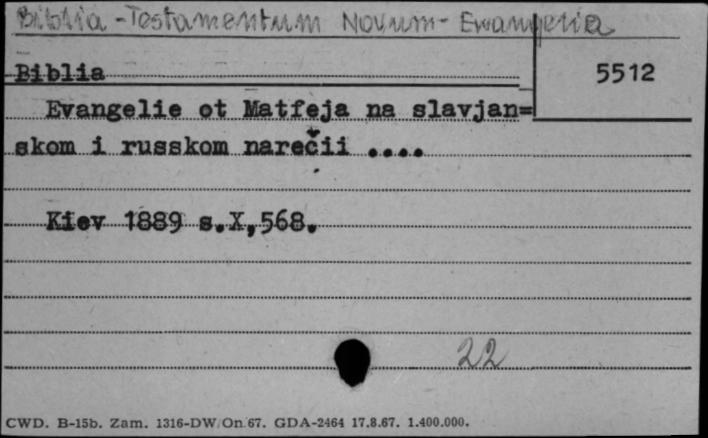 Biblia - Testamentum Novum - Ewangelia
Biblia
5512
Evangelie ot Matfeja na slavjan=
skom i russkom narečii ....
Kiev 1889 s.X,568.
22
CWD. B-15b. Zam. 1316-DW/On/67. GDA-2464 17.8.67. 1.400.000.